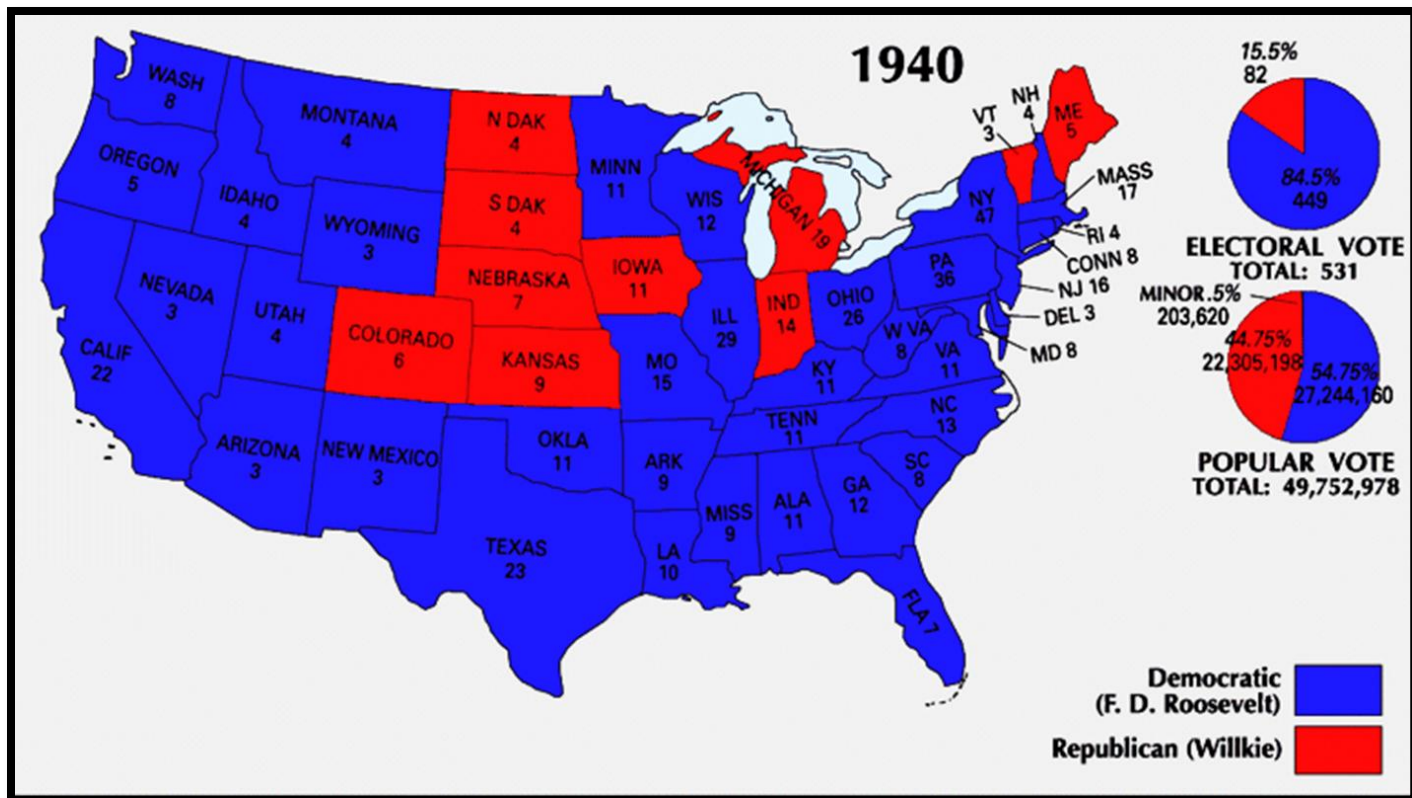 1940
WASH
8
OREGON
5
CALIF
22
IDAHO
4
NEVADA
3
MONTANA
4
WYOMING
3
UTAH
4
ARIZONA
3
COLORADO
6
NEW MEXICO
3
N DAK
4
S DAK
4
NEBRASKA
7
KANSAS
9
OKLA
11
TEXAS
23
MINN
11
IOWA
11
MO
15
ARK
9
LA
10
WIS
12
ILL
29
MICHIGAN 19
IND
14
OHIO
26
KY
11
TENN
11
MISS
9
ALA
11
GA
12
FLA 7
SC
8
NC
13
VA
11
W VA
8
PA
36
NY
47
VT
3
NH
4
ME
5
MASS
17
RI 4
CONN 8
NJ 16
DEL 3
MD 8
15.5%
82
84.5%
449
ELECTORAL VOTE
TOTAL: 531
MINOR .5%
203,620
44.75%
22,305,198
54.75%
27,244,160
POPULAR VOTE
TOTAL: 49,752,978
Democratic
(F. D. Roosevelt)
Republican (Willkie)